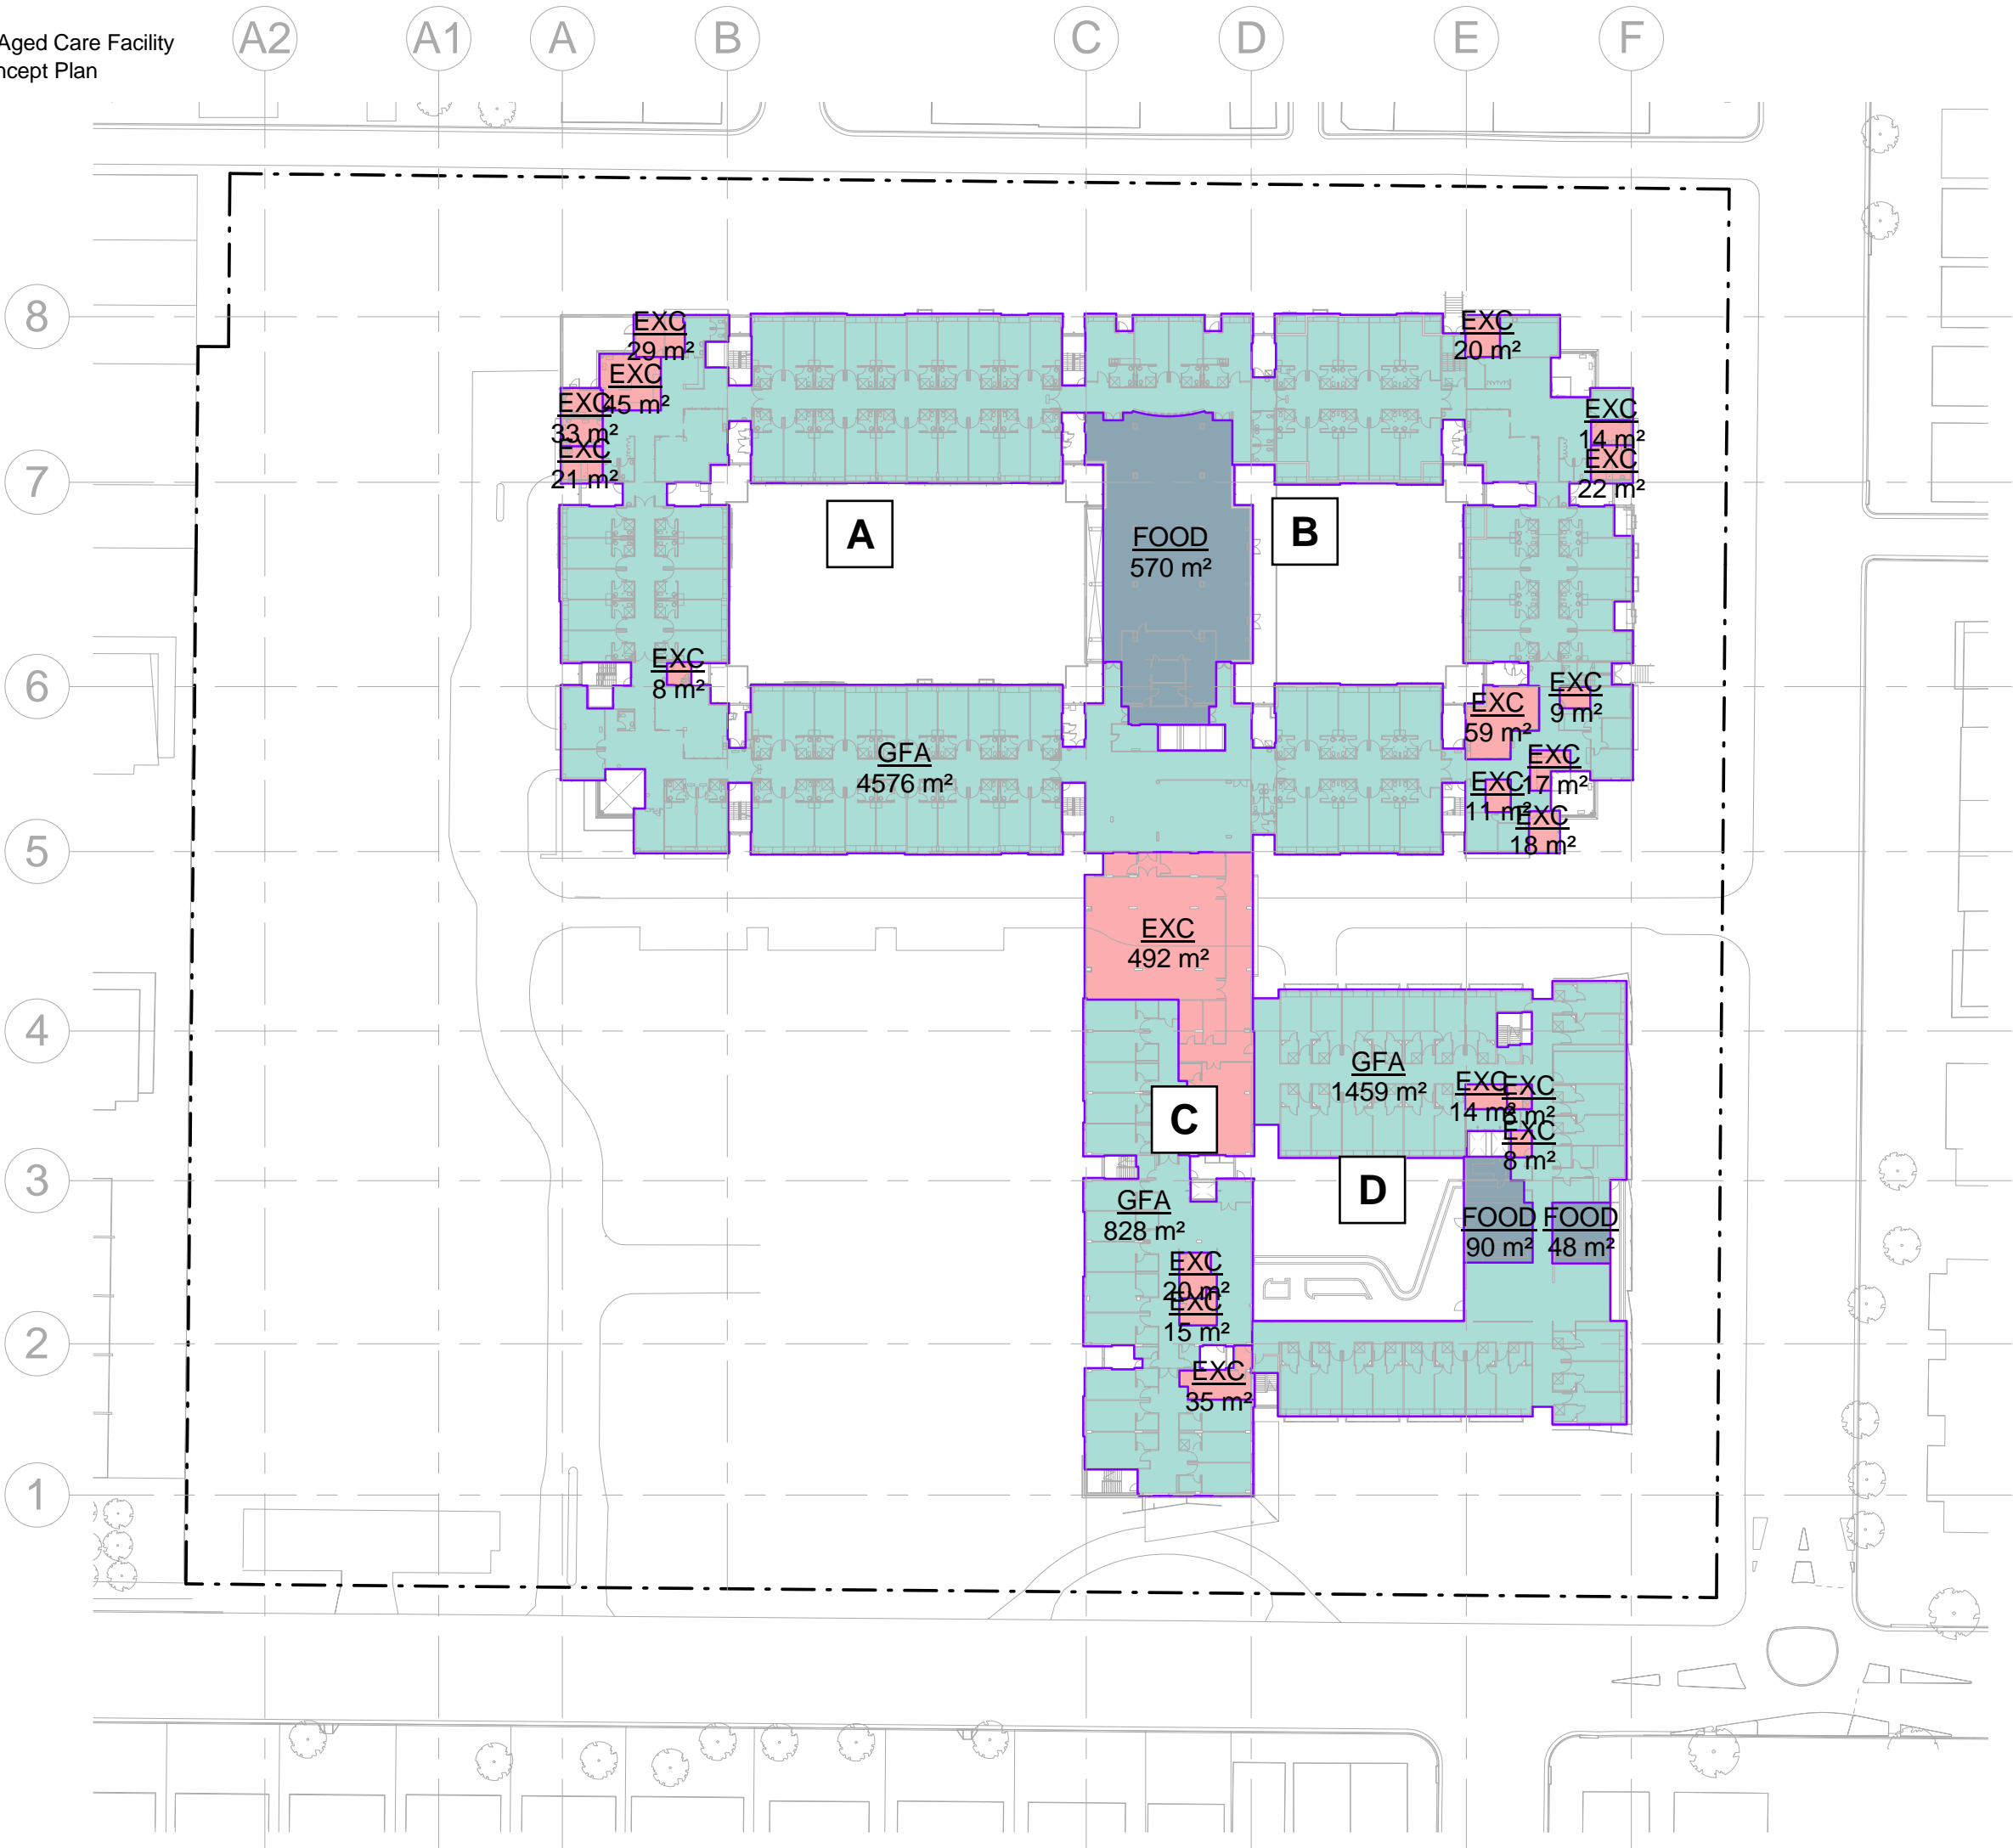 Aged Care Facility
ncept Plan
A2
A1
A
B
C
D
E
F
8
7
6
5
4
3
2
1
EXC
29 m²
EXC
45 m²
EXC
33 m²
EXC
21 m²
EXC
20 m²
EXC
14 m²
EXC
22 m²
A
FOOD
570 m²
B
EXC
8 m²
GFA
4576 m²
EXC
59 m²
EXC
9 m²
EXC
17 m²
EXC
11 m²
EXC
18 m²
EXC
492 m²
GFA
1459 m²
EXC
14 m²
EXC
m²
EXC
8 m²
C
D
GFA
828 m²
FOOD
90 m²
FOOD
48 m²
EXC
20 m²
EXC
15 m²
EXC
35 m²